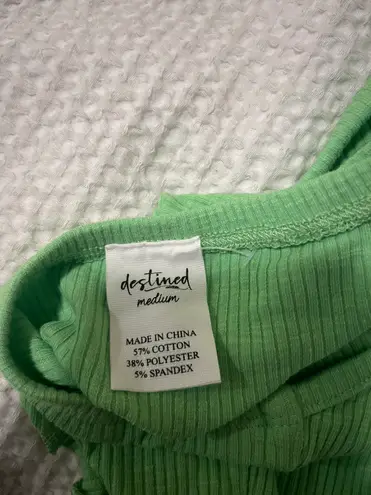 destined
medium
MADE IN CHINA
57% COTTON
38% POLYESTER
5% SPANDEX